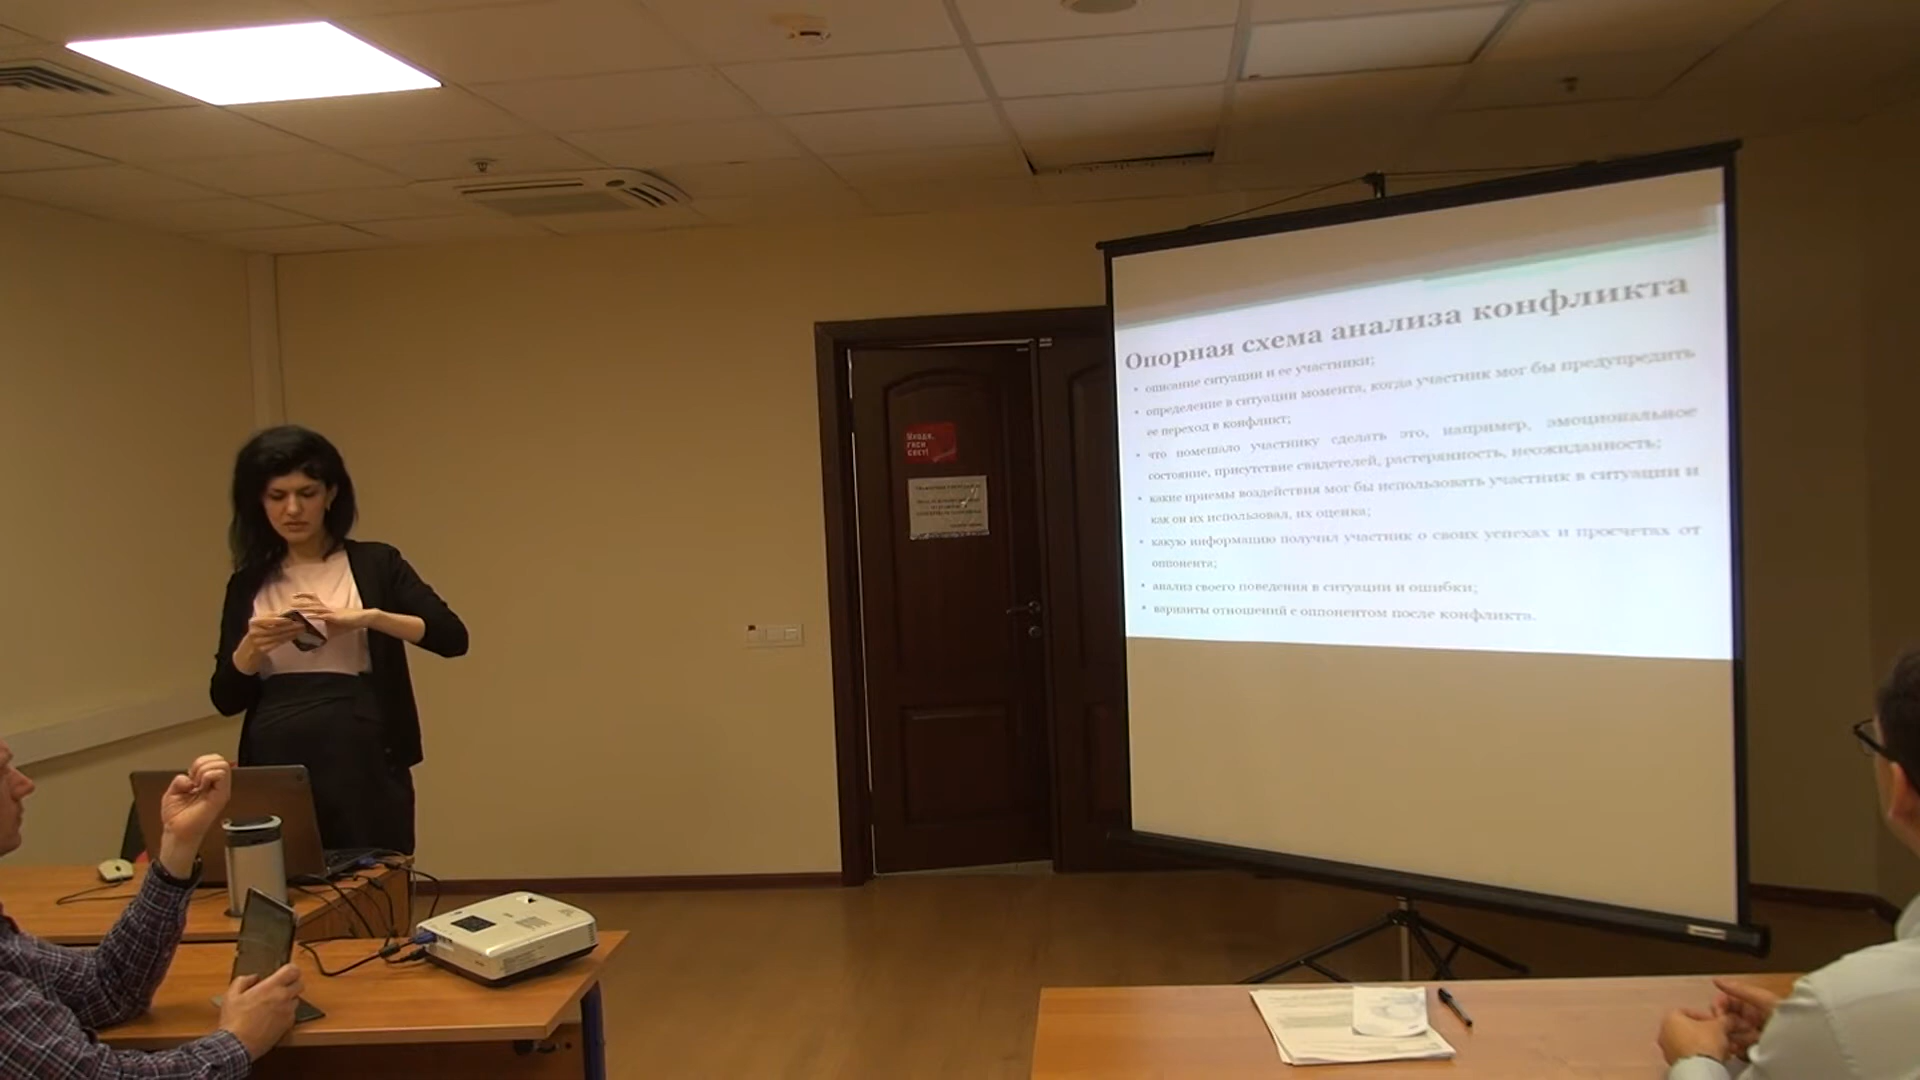 Уходя,
гаси
свет!
Опорная схема анализа конфликта
• описание ситуации и ее участники;
• определение в ситуации момента, когда участник мог бы предупредить
ее переход в конфликт;
• что помешало участнику сделать это, например, эмоциональное
состояние, присутствие свидетелей, растерянность, неожиданность;
• какие приемы воздействия мог бы использовать участник в ситуации и
как он их использовал, их оценка;
• какую информацию получил участник о своих успехах и просчетах от
оппонента;
• анализ своего поведения в ситуации и ошибки;
• варианты отношений с оппонентом после конфликта.